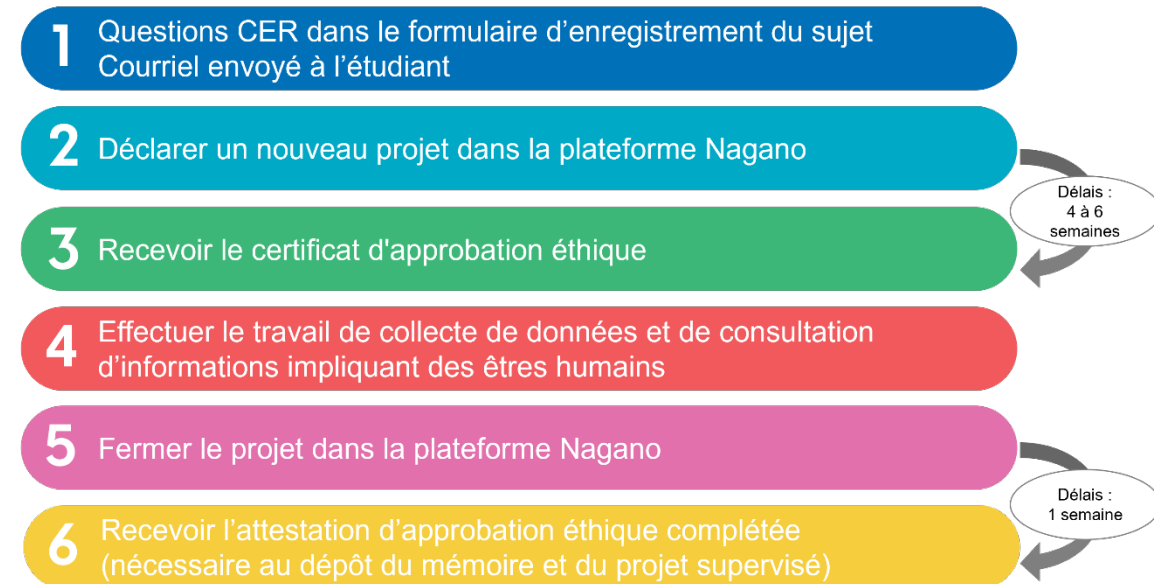 1 Questions CER dans le formulaire d’enregistrement du sujet
Courriel envoyé à l’étudiant
2 Déclarer un nouveau projet dans la plateforme Nagano
Délais :
4 à 6
semaines
3 Recevoir le certificat d'approbation éthique
4 Effectuer le travail de collecte de données et de consultation
d’informations impliquant des êtres humains
5 Fermer le projet dans la plateforme Nagano
Délais :
1 semaine
6 Recevoir l’attestation d’approbation éthique complétée
(nécessaire au dépôt du mémoire et du projet supervisé)